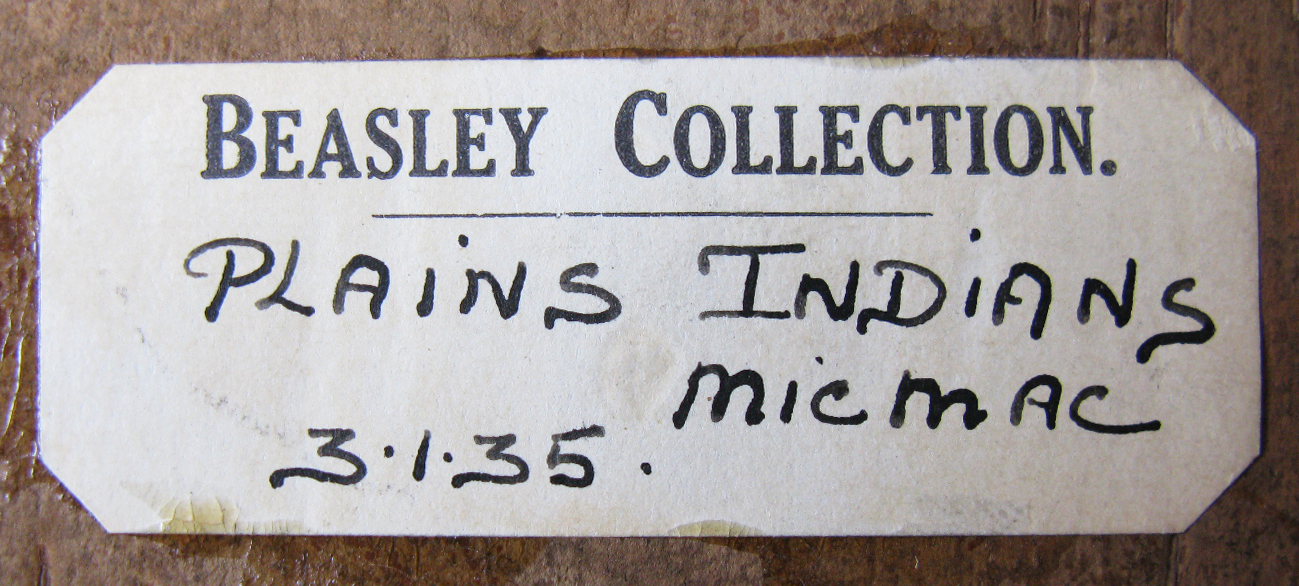 BEASLEY COLLECTION.
PLAINS INDIANS
MICMAC
3.1.35.